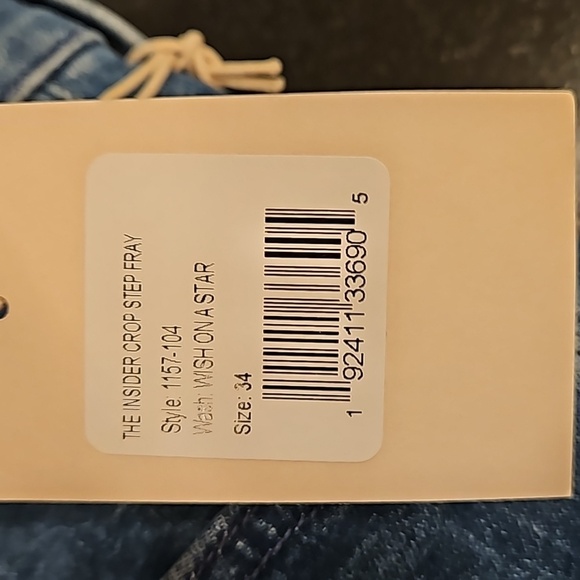 THE INSIDER CROP STEP FRAY
Style: 1157-104
Wash: WISH ON A STAR
Size: 34
1 92411 33690 5